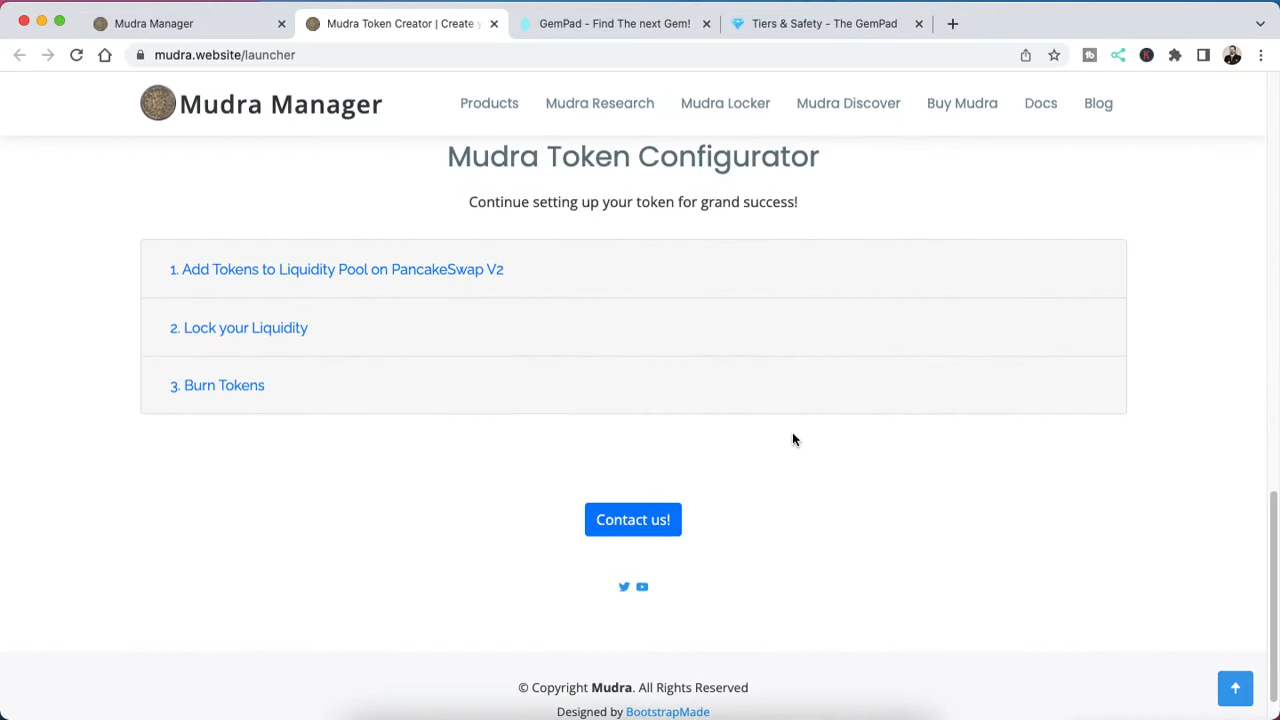 Mudra Manager
Mudra Token Creator | Create y
GemPad - Find The next Gem!
Tiers & Safety - The GemPad
mudra.website/launcher
Mudra Manager
Products
Mudra Research
Mudra Locker
Mudra Discover
Buy Mudra
Docs
Blog
Mudra Token Configurator
Continue setting up your token for grand success!
1. Add Tokens to Liquidity Pool on PancakeSwap V2
2. Lock your Liquidity
3. Burn Tokens
Contact us!
© Copyright Mudra. All Rights Reserved
Designed by BootstrapMade